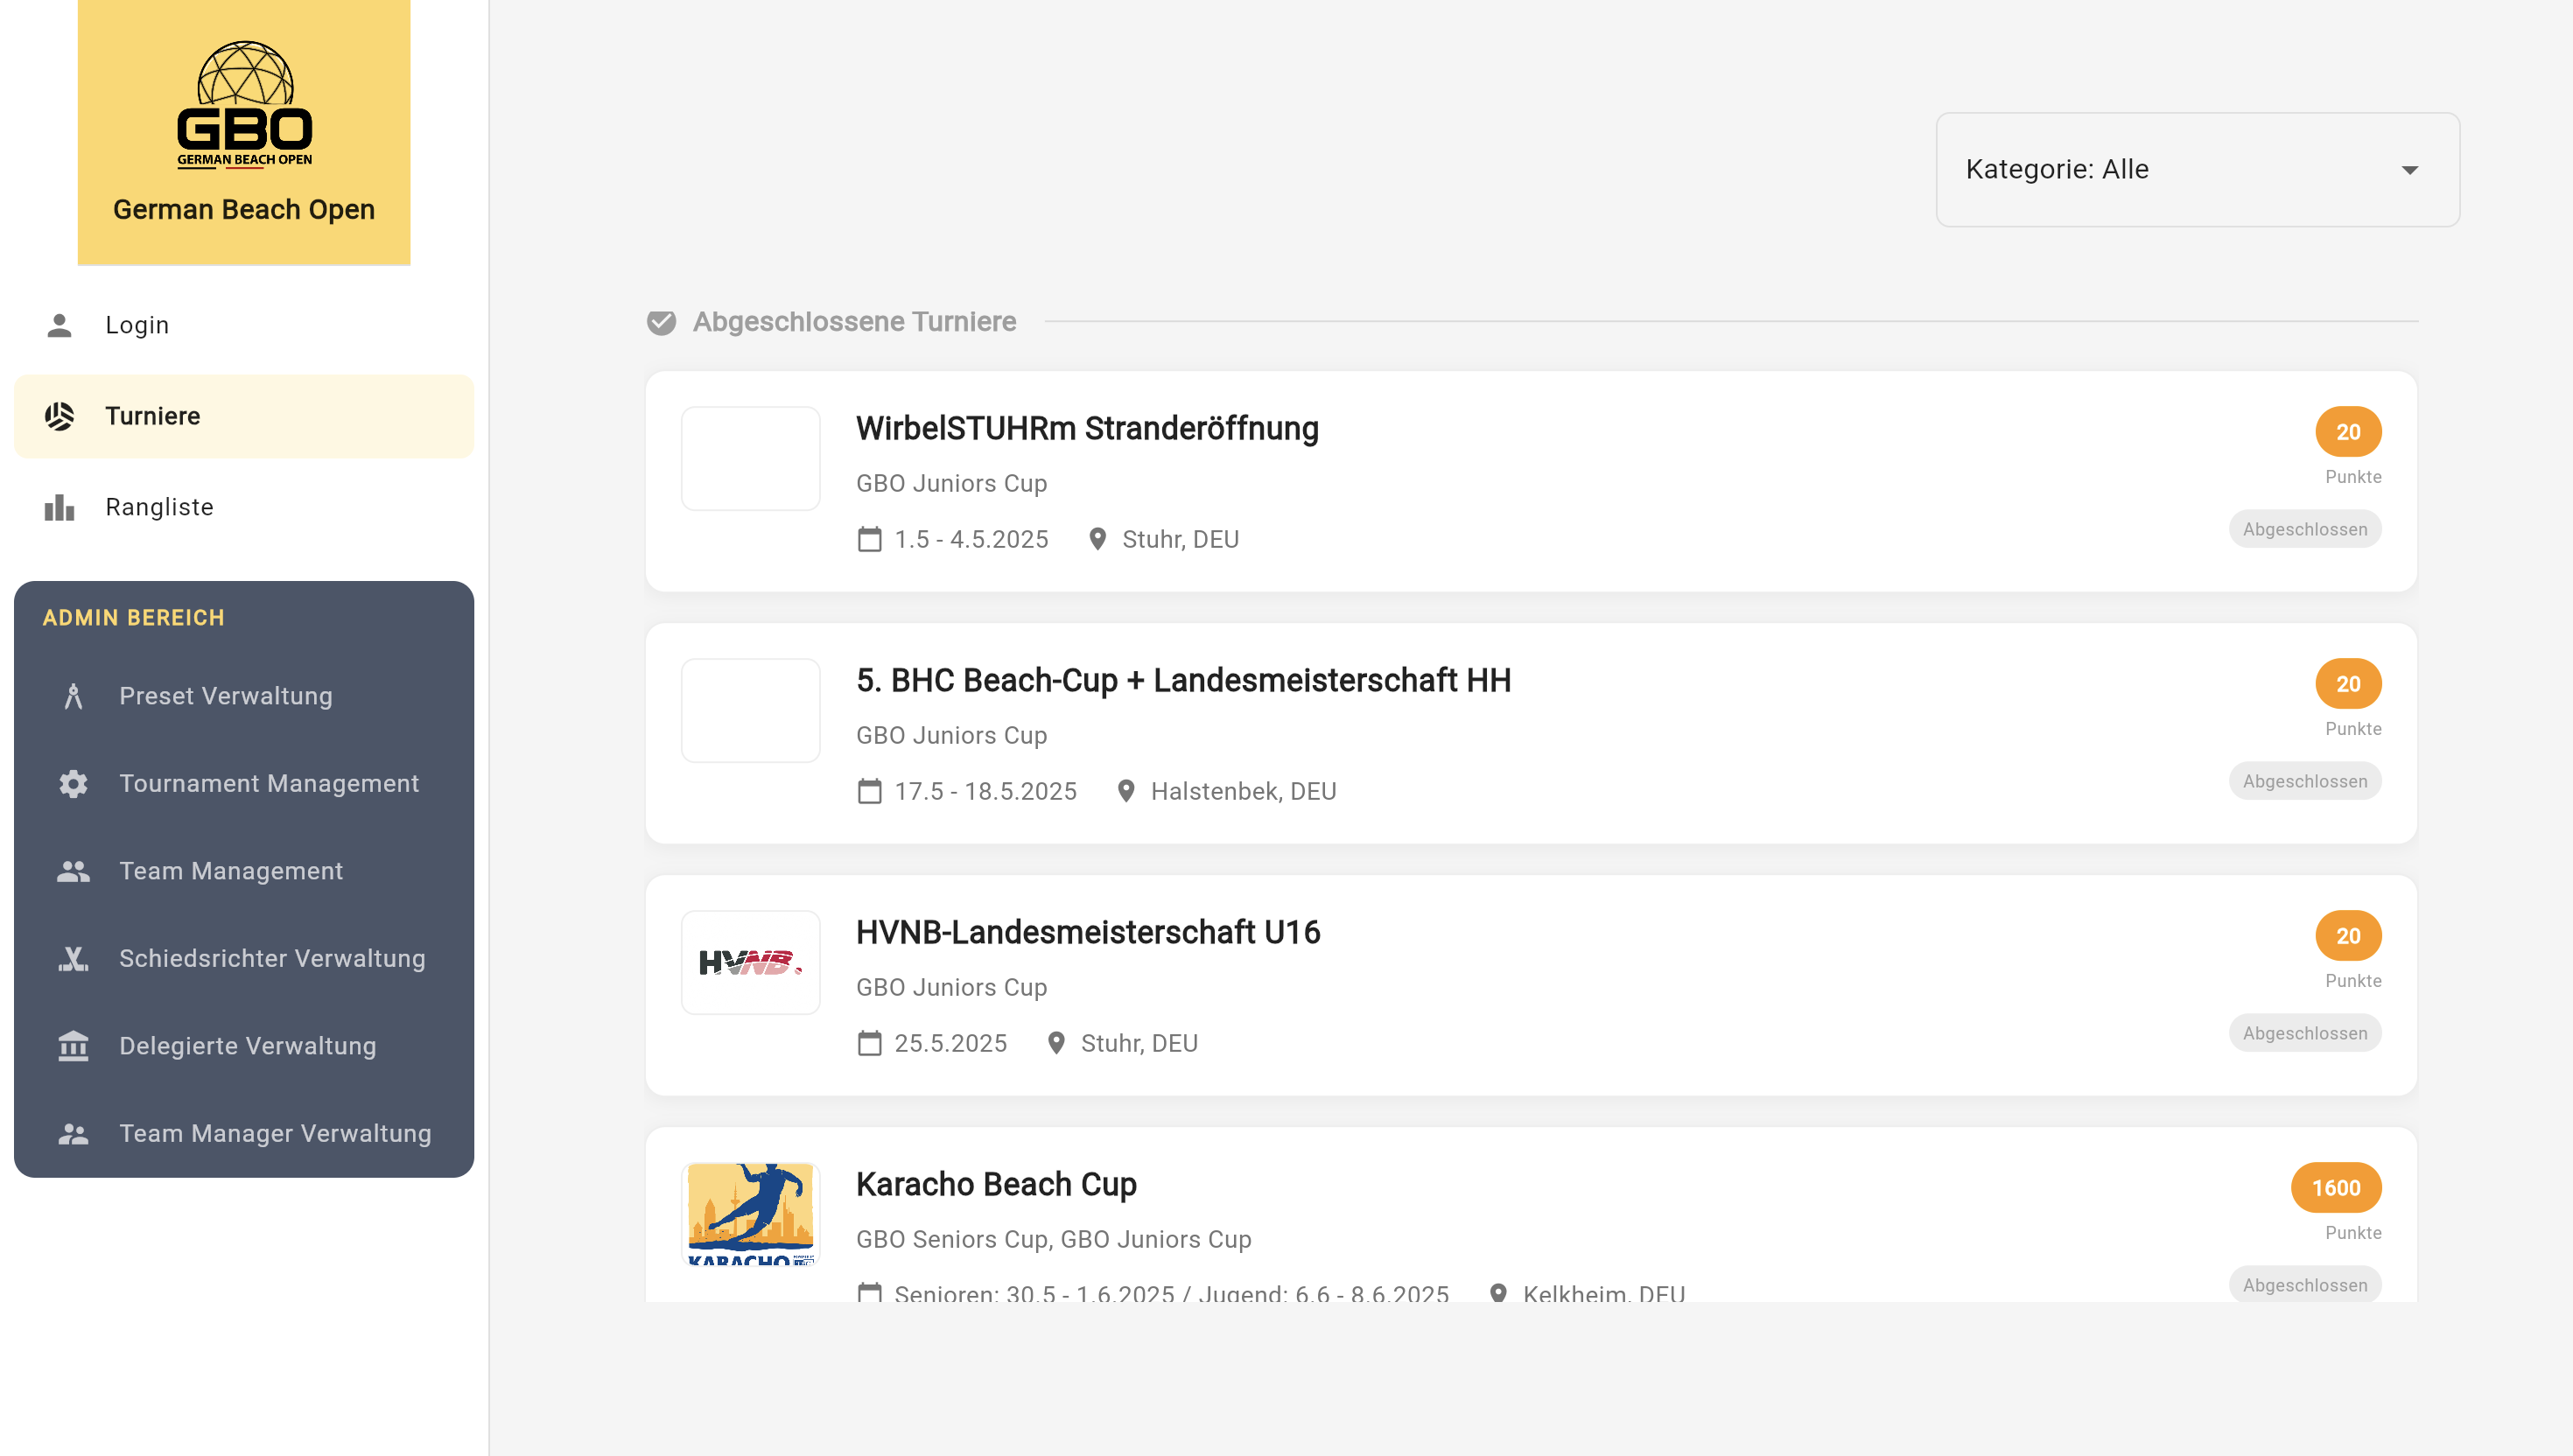 GBO
GERMAN BEACH OPEN
German Beach Open
Login
Turniere
Rangliste
ADMIN BEREICH
Preset Verwaltung
Tournament Management
Team Management
Schiedsrichter Verwaltung
Delegierte Verwaltung
Team Manager Verwaltung
Kategorie: Alle
Abgeschlossene Turniere
WirbelSTUHRm Stranderöffnung
GBO Juniors Cup
1.5 - 4.5.2025 Stuhr, DEU
20
Punkte
Abgeschlossen
5. BHC Beach-Cup + Landesmeisterschaft HH
GBO Juniors Cup
17.5 - 18.5.2025 Halstenbek, DEU
20
Punkte
Abgeschlossen
HVNB
HVNB-Landesmeisterschaft U16
GBO Juniors Cup
25.5.2025 Stuhr, DEU
20
Punkte
Abgeschlossen
KARACHO
Karacho Beach Cup
GBO Seniors Cup, GBO Juniors Cup
Senioren: 30.5 - 1.6.2025 / Jugend: 6.6 - 8.6.2025 Kelkheim, DEU
1600
Punkte
Abgeschlossen